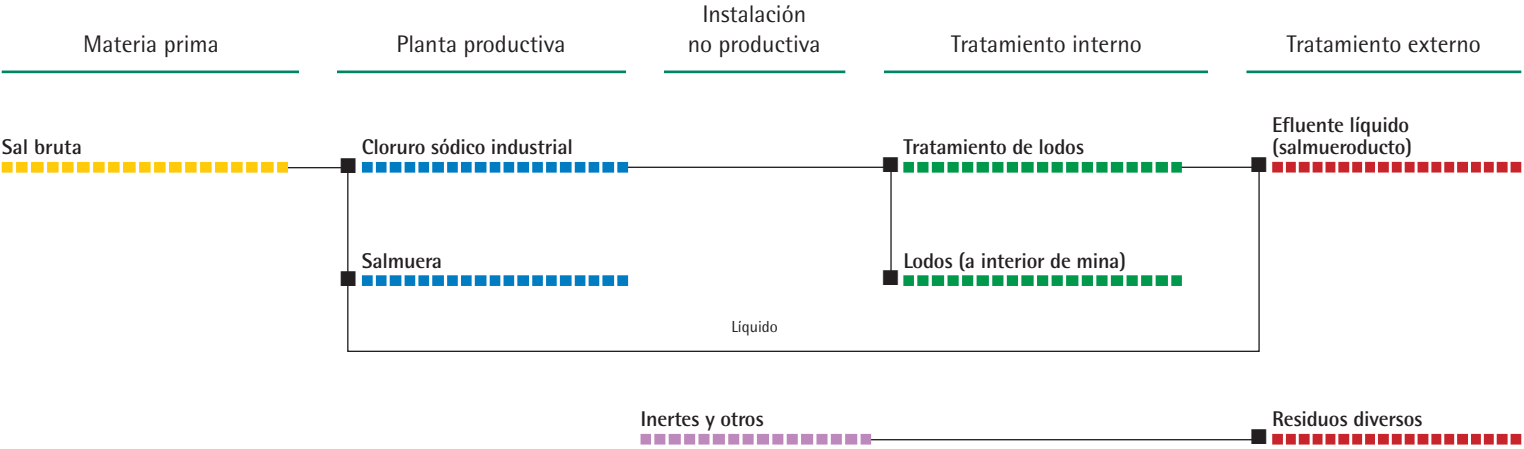 Materia prima
Planta productiva
Instalación
no productiva
Tratamiento interno
Tratamiento externo
Sal bruta
Cloruro sódico industrial
Tratamiento de lodos
Efluente líquido
(salmueroducto)
Salmuera
Lodos (a interior de mina)
Líquido
Inertes y otros
Residuos diversos